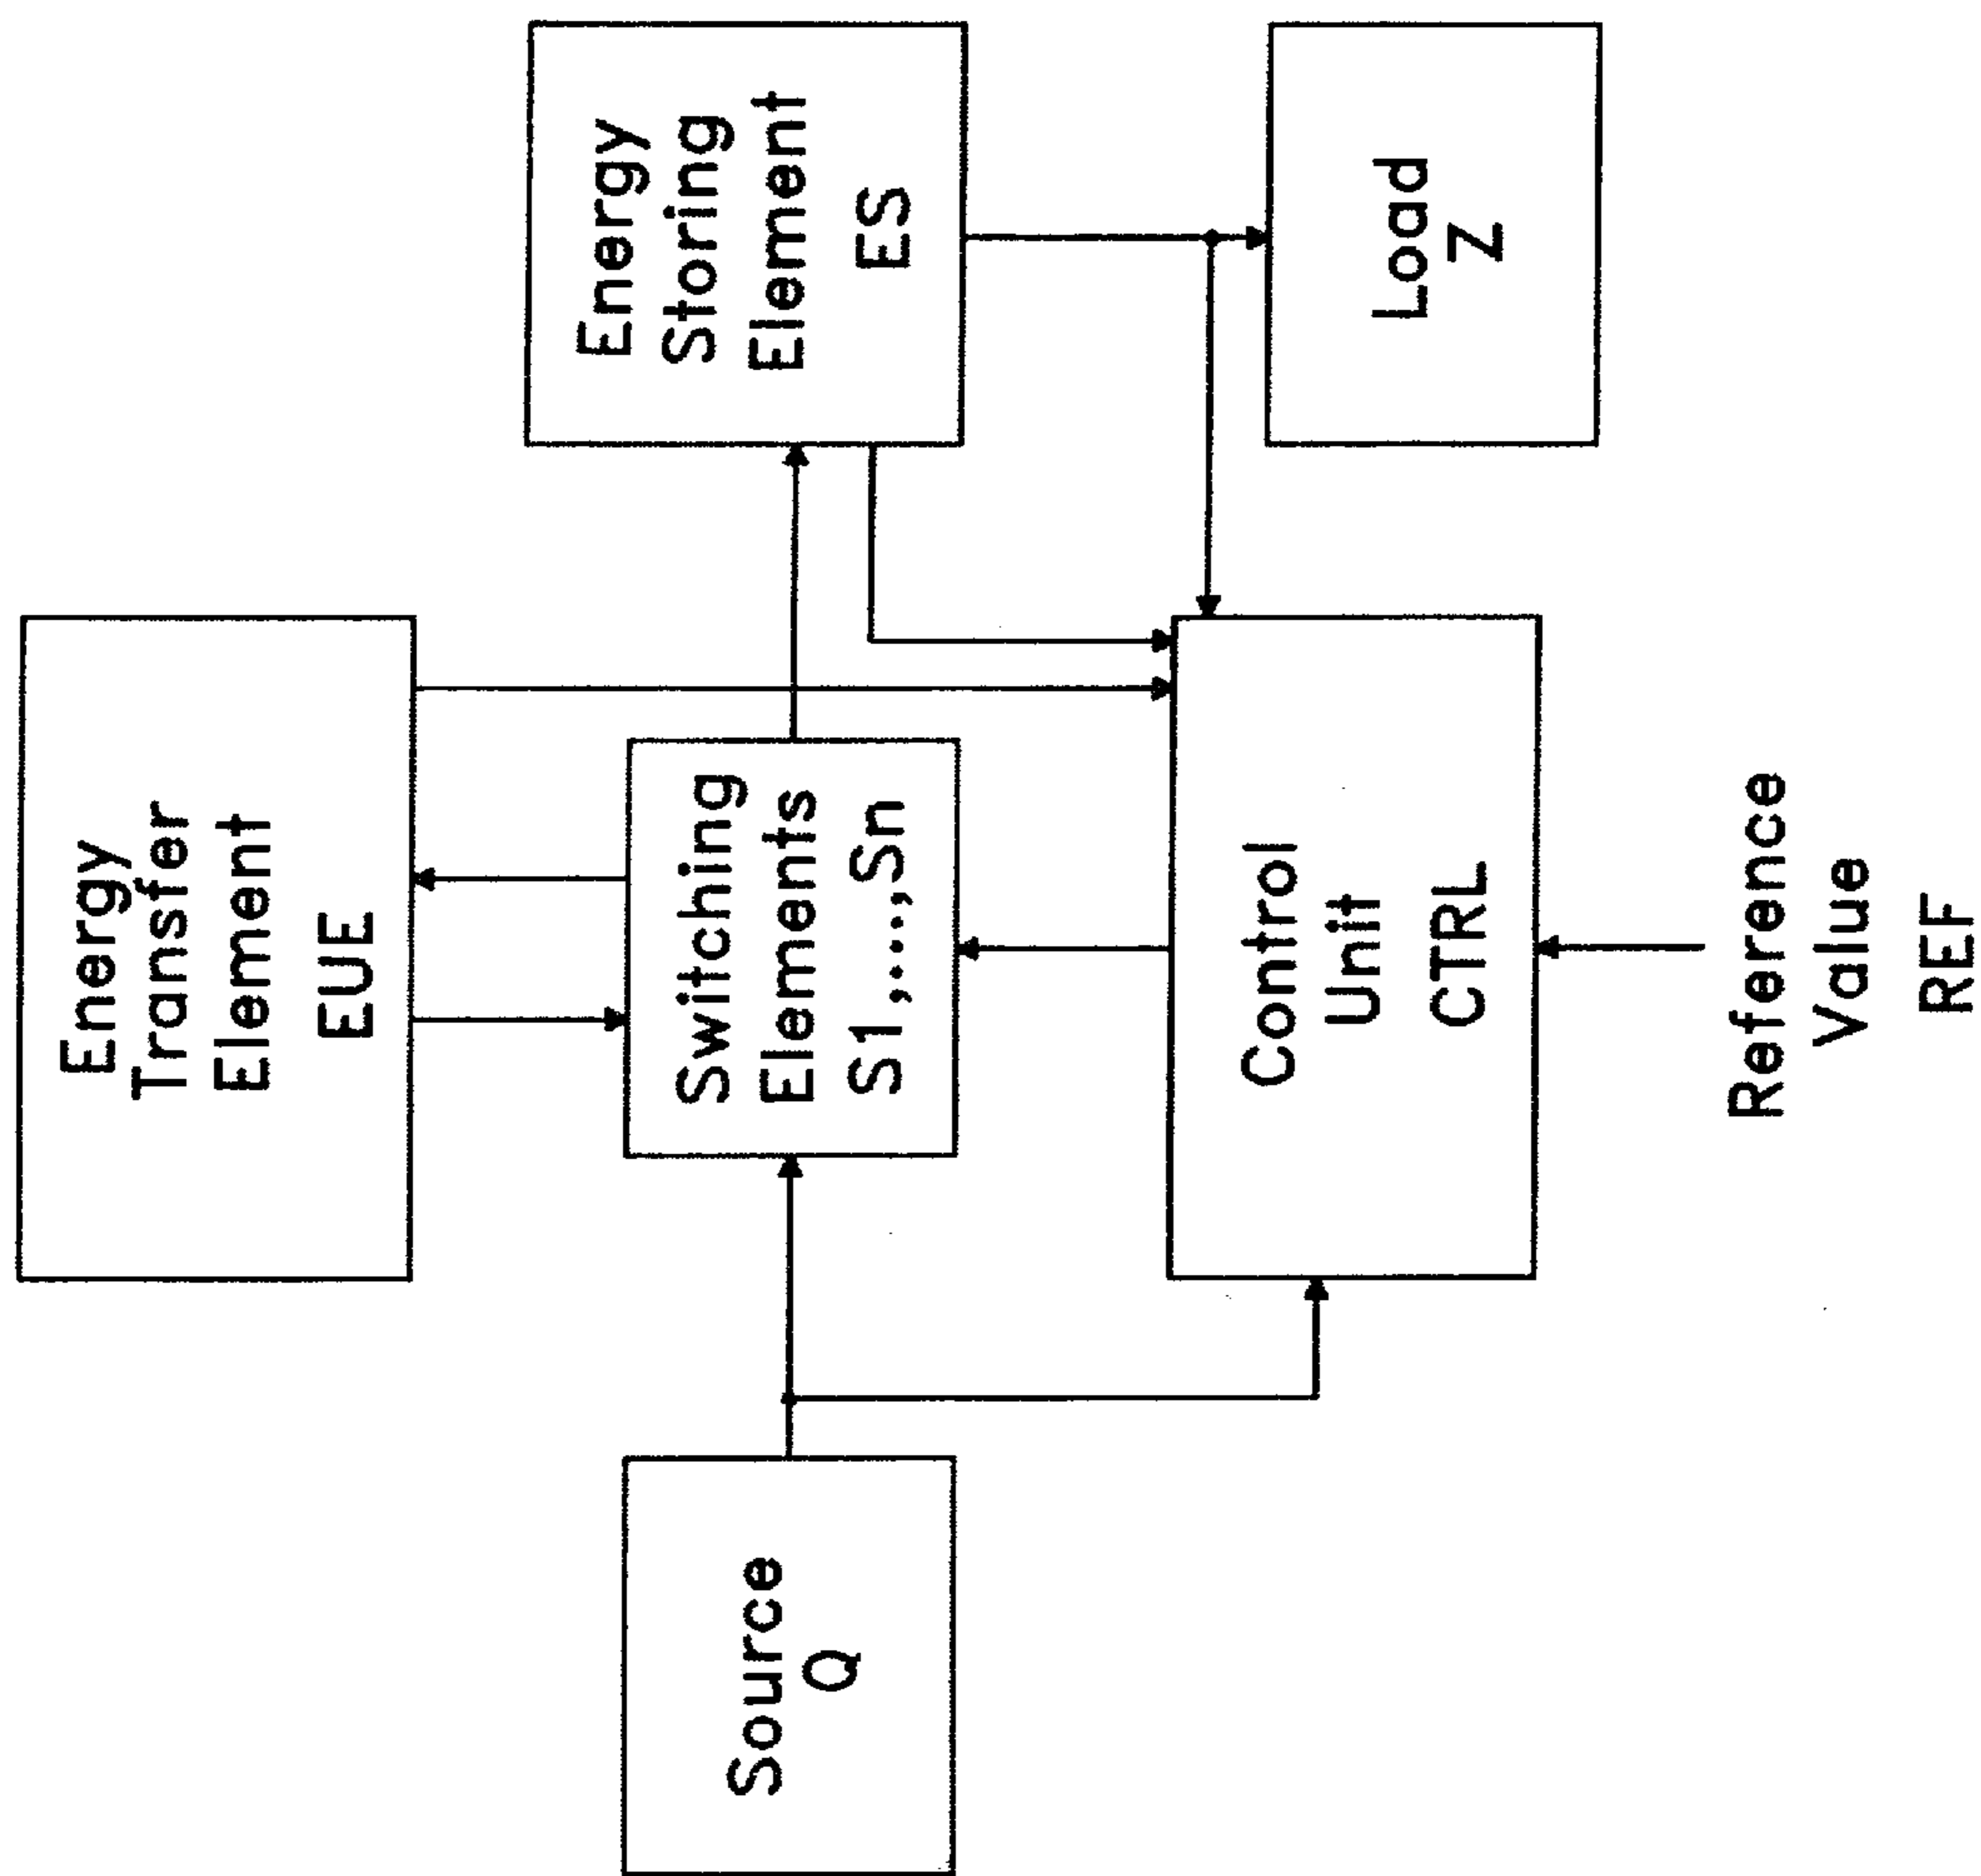 Energy
Transfer
Element
EUE
Source
Q
Switching
Elements
S1,...,Sn
Energy
Storing
Element
ES
Control
Unit
CTRL
Load
Z
Reference
Value
REF